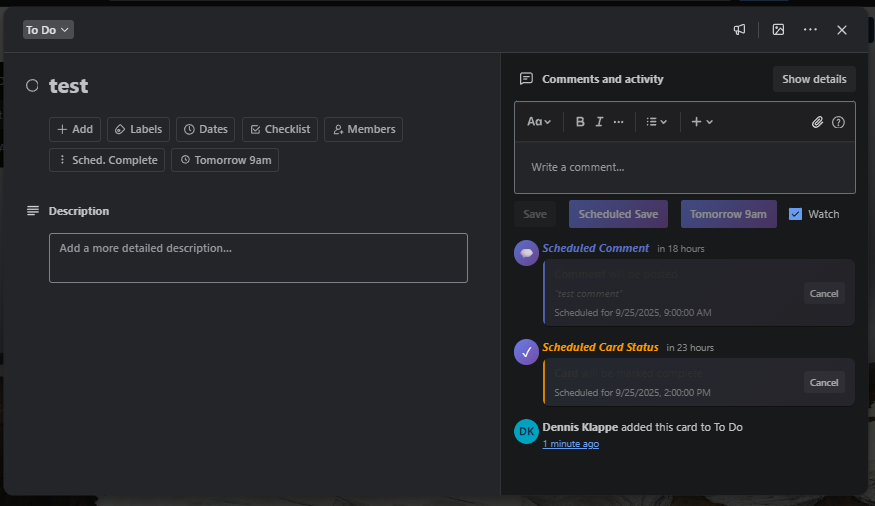 To Do
test
Add
Labels
Dates
Checklist
Members
Sched. Complete
Tomorrow 9am
Description
Add a more detailed description...
Comments and activity
Show details
Aa
B I ...
Write a comment...
Save
Scheduled Save
Tomorrow 9am
Watch
Scheduled Comment in 18 hours
Comment will be posted
"test comment"
Cancel
Scheduled for 9/25/2025, 9:00:00 AM
Scheduled Card Status in 23 hours
Card will be marked complete
Cancel
Scheduled for 9/25/2025, 2:00:00 PM
DK
Dennis Klappe added this card to To Do
1 minute ago